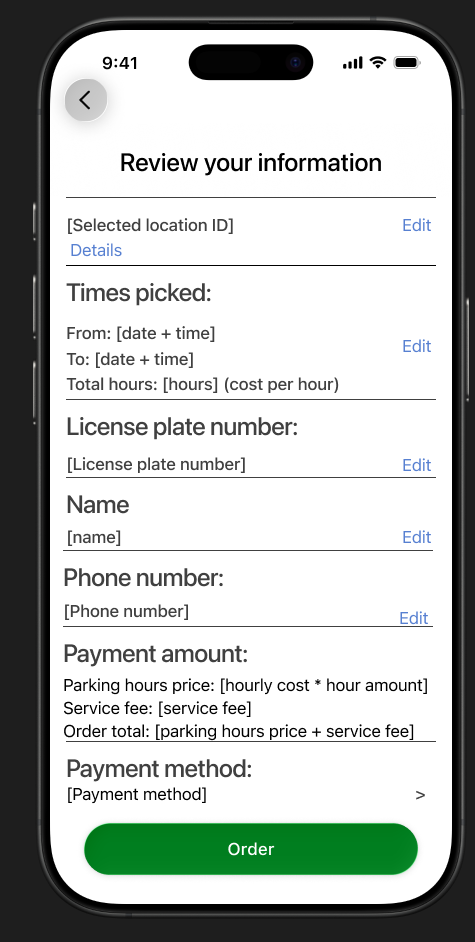 9:41
Review your information
[Selected location ID] Edit
Details
Times picked:
From: [date + time]
Edit
To: [date + time]
Total hours: [hours] (cost per hour)
License plate number:
[License plate number] Edit
Name
[name] Edit
Phone number:
[Phone number] Edit
Payment amount:
Parking hours price: [hourly cost * hour amount]
Service fee: [service fee]
Order total: [parking hours price + service fee]
Payment method:
[Payment method] >
Order